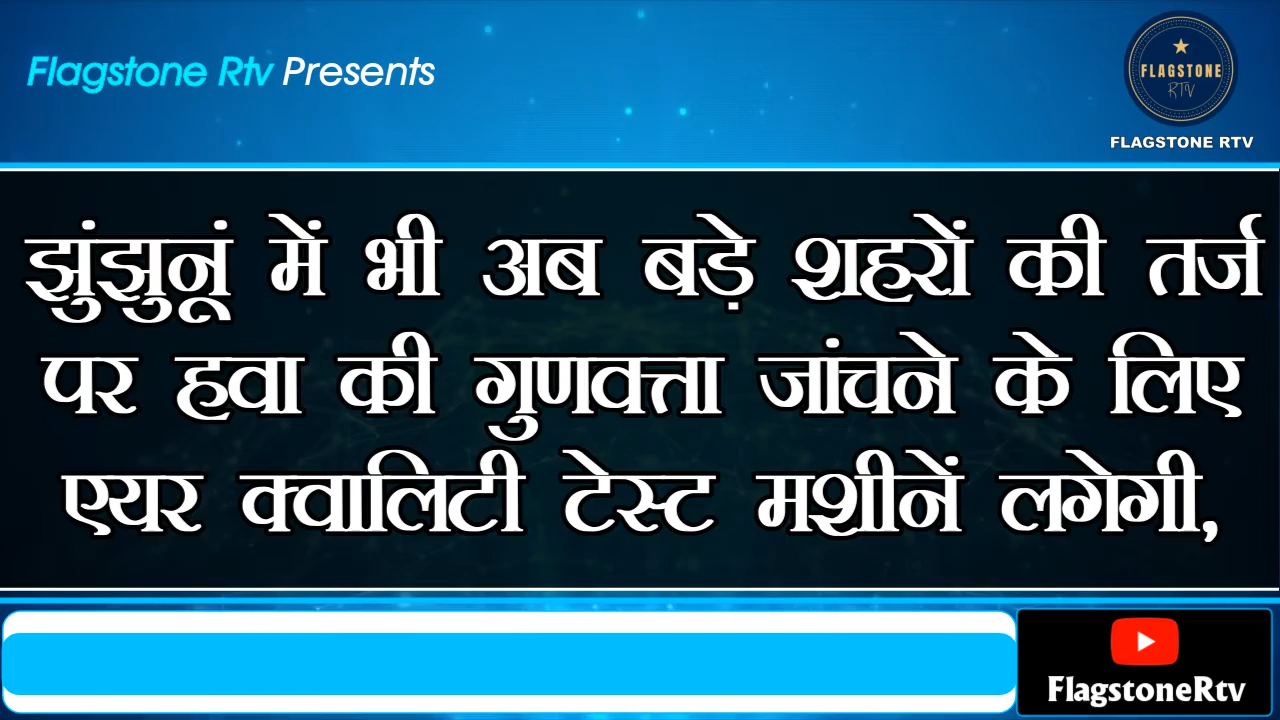 Flagstone Rtv Presents
FLAGSTONE
RTV
FLAGSTONE RTV
झुंझुनूं में भी अब बड़े शहरों की तर्ज
पर हवा की गुणवत्ता जांचने के लिए
एयर क्वालिटी टेस्ट मशीनें लगेगी,
FlagstoneRtv